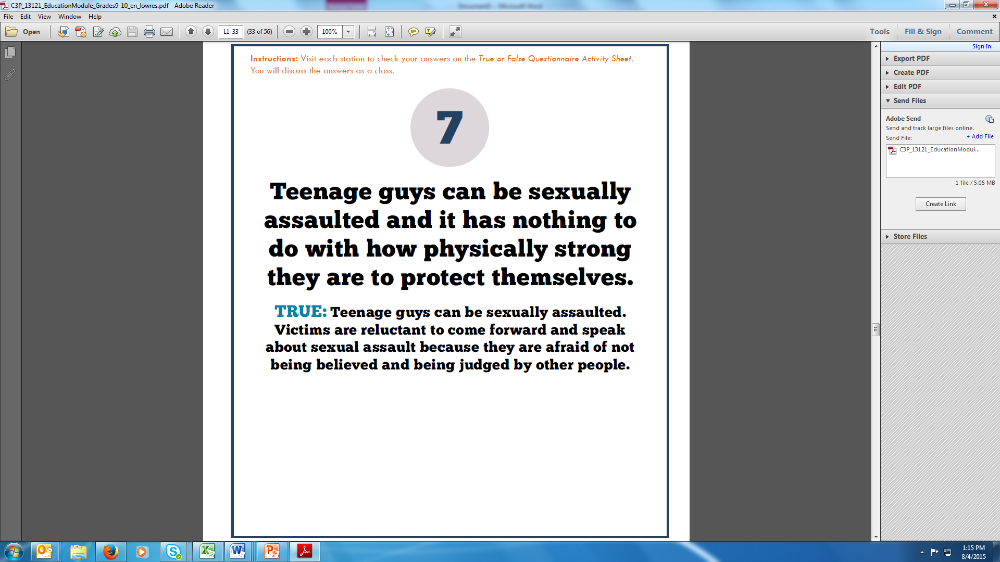 C3P_13121_EducationModule_Grades9-10_en_lowres.pdf - Adobe Reader
File Edit View Window Help
Open
L1-33 (33 of 56)
100%
Tools Fill & Sign Comment
Sign In
Export PDF
Create PDF
Edit PDF
Send Files
Adobe Send
Send and track large files online.
Send File:
+ Add File
C3P_13121_EducationModul...
1 file / 5.05 MB
Create Link
Store Files
Instructions: Visit each station to check your answers on the True or False Questionnaire Activity Sheet.
You will discuss the answers as a class.
7
Teenage guys can be sexually
assaulted and it has nothing to
do with how physically strong
they are to protect themselves.
TRUE: Teenage guys can be sexually assaulted.
Victims are reluctant to come forward and speak
about sexual assault because they are afraid of not
being believed and being judged by other people.
1:15 PM
8/4/2015